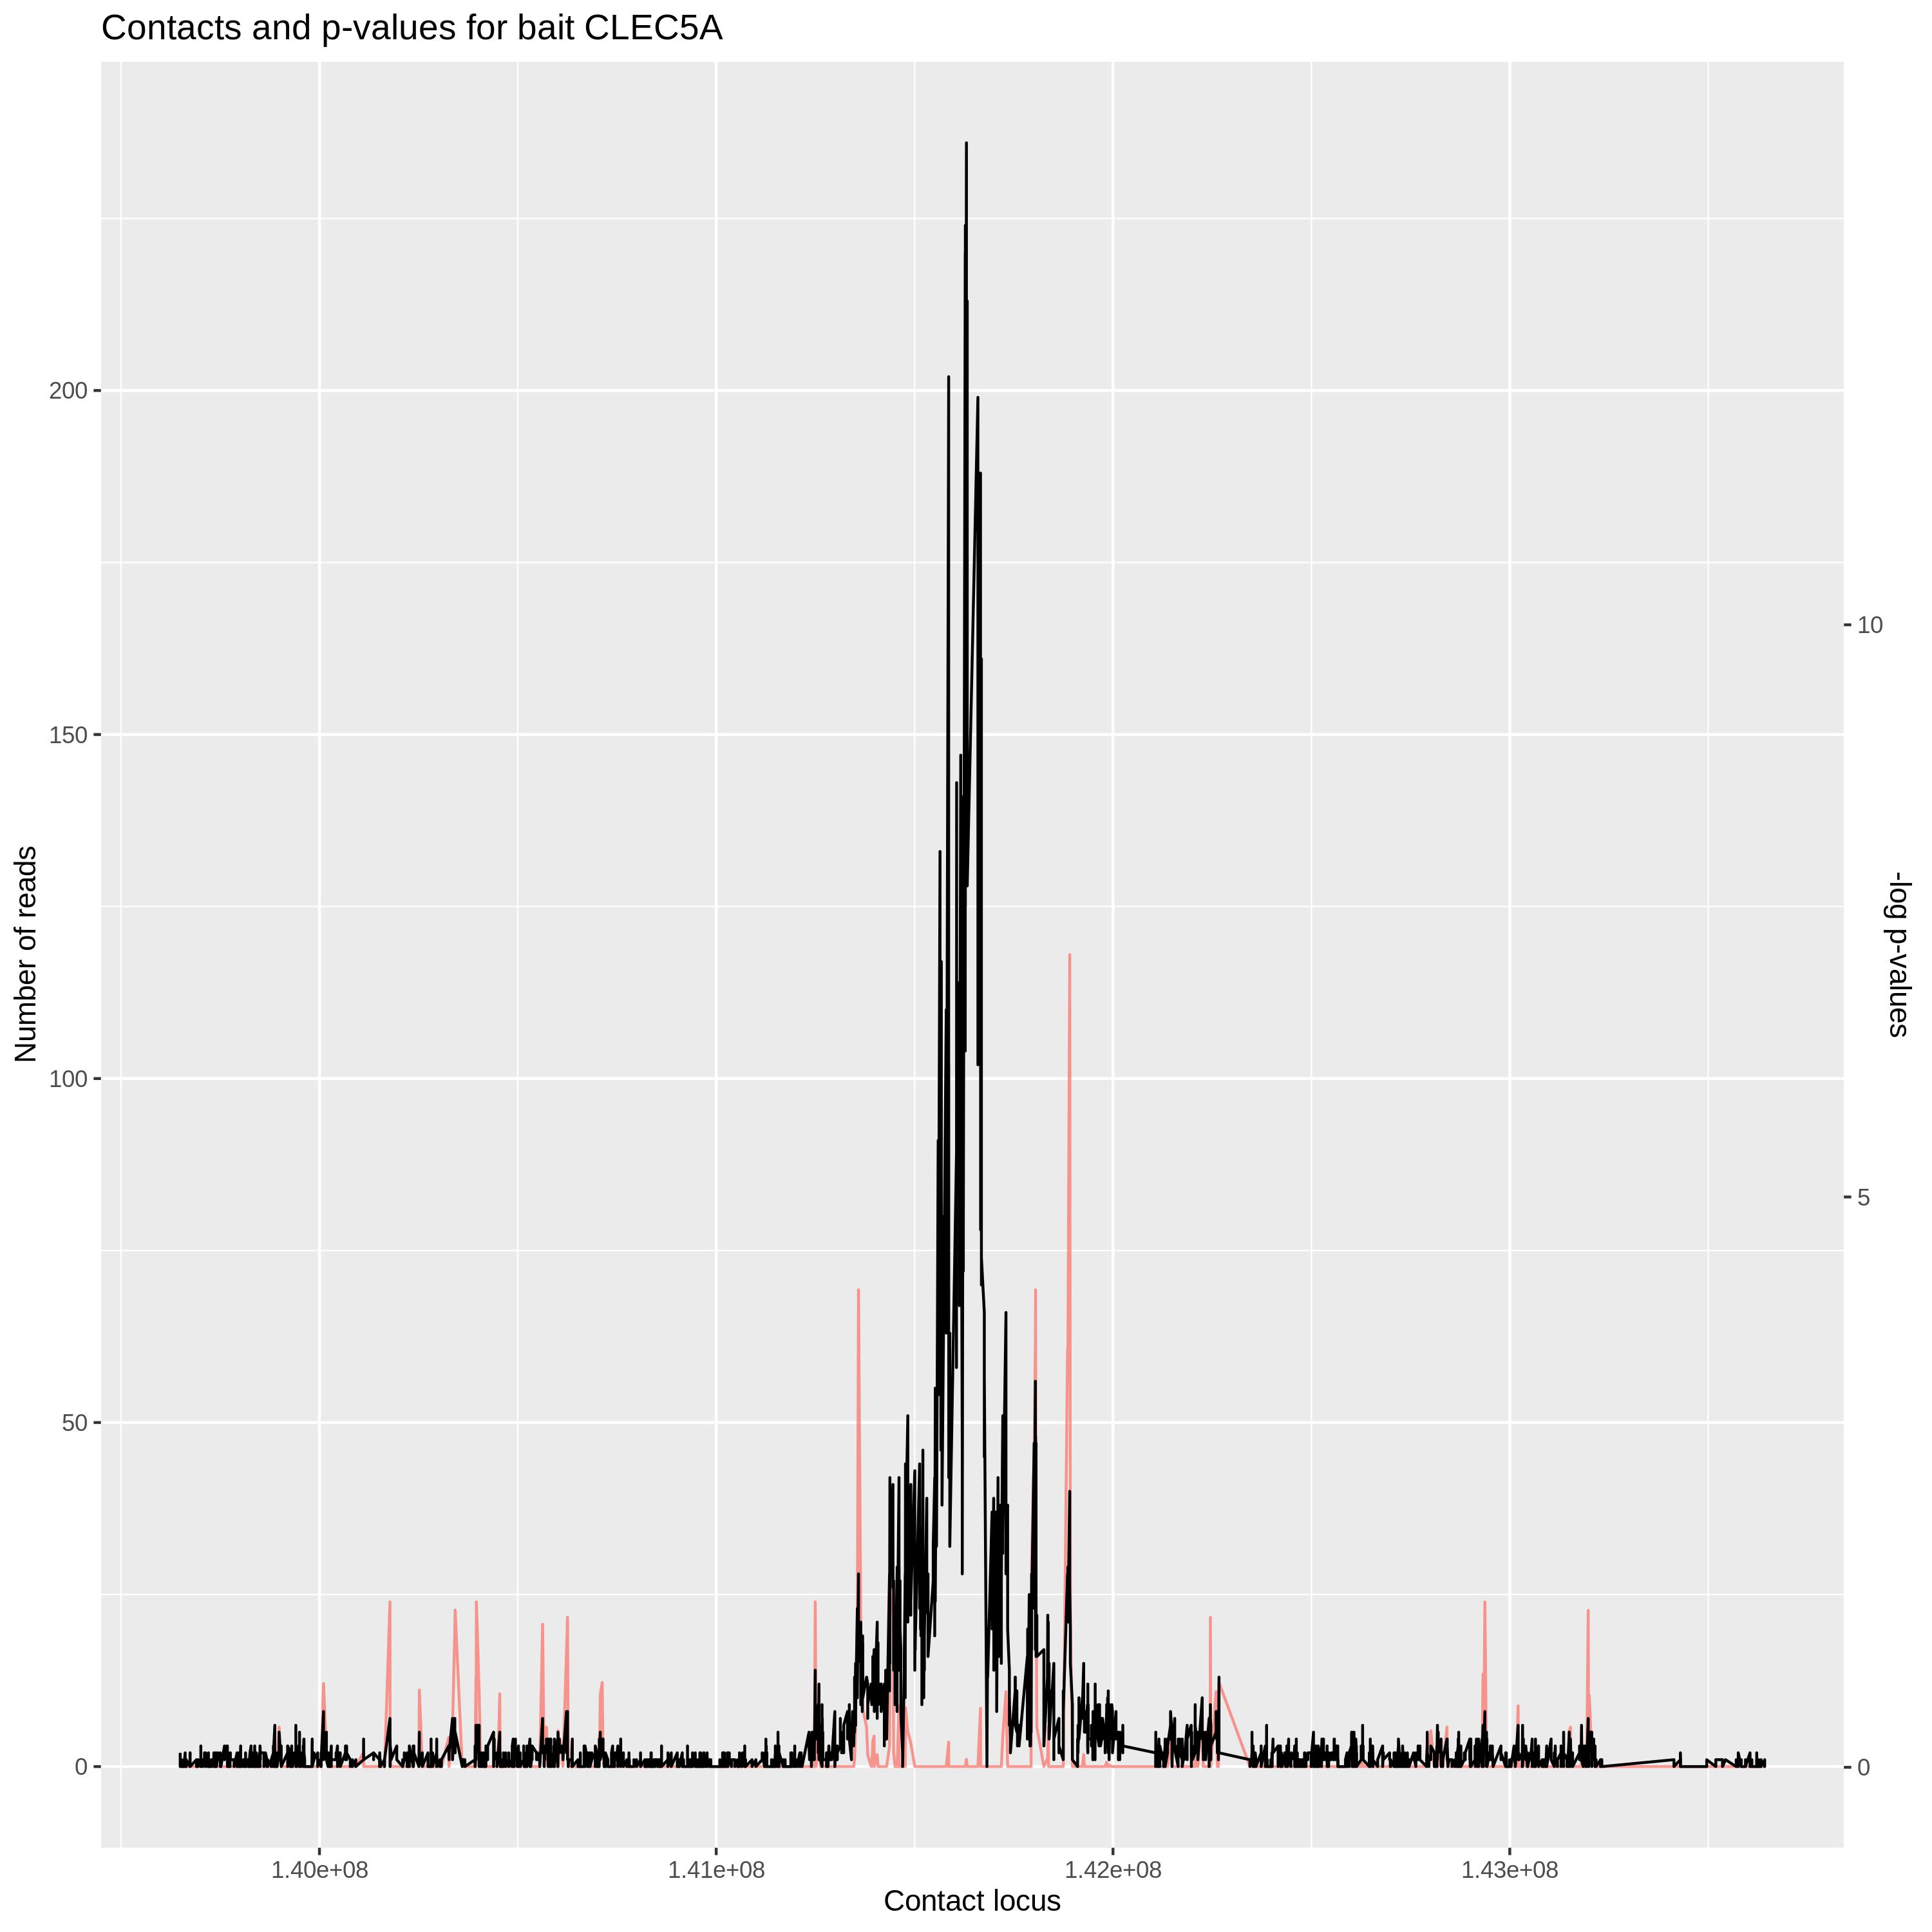 Contacts and p-values for bait CLEC5A
200
150
100
50
0
Number of reads
10
5
0
-log p-values
1.40e+08
1.41e+08
1.42e+08
1.43e+08
Contact locus